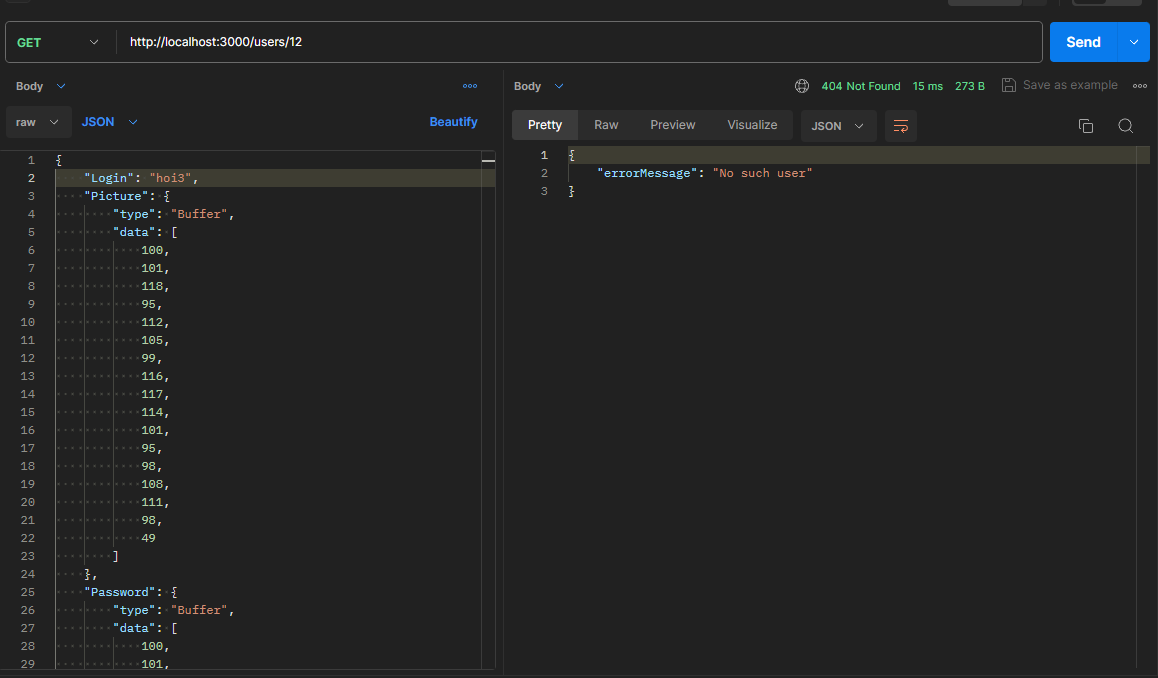 GET http://localhost:3000/users/12 Send
Body
raw JSON Beautify
1 {
2 "Login": "hoi3",
3 "Picture": {
4 "type": "Buffer",
5 "data": [
6 100,
7 101,
8 118,
9 95,
10 112,
11 105,
12 99,
13 116,
14 117,
15 114,
16 101,
17 95,
18 98,
19 108,
20 111,
21 98,
22 49
23 ]
24 },
25 "Password": {
26 "type": "Buffer",
27 "data": [
28 100,
29 101,
Body 404 Not Found 15 ms 273 B Save as example
Pretty Raw Preview Visualize JSON
1 {
2 "errorMessage": "No such user"
3 }